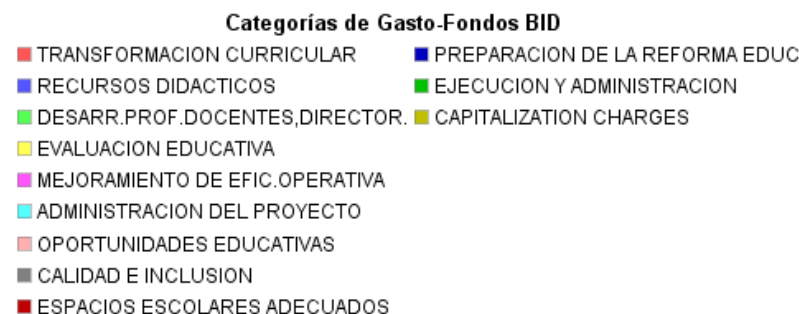 Categorías de Gasto-Fondos BID
TRANSFORMACION CURRICULAR
RECURSOS DIDACTICOS
DESARR.PROF.DOCENTES,DIRECTOR.
EVALUACION EDUCATIVA
MEJORAMIENTO DE EFIC.OPERATIVA
ADMINISTRACION DEL PROYECTO
OPORTUNIDADES EDUCATIVAS
CALIDAD E INCLUSION
ESPACIOS ESCOLARES ADECUADOS
PREPARACION DE LA REFORMA EDUC
EJECUCION Y ADMINISTRACION
CAPITALIZATION CHARGES